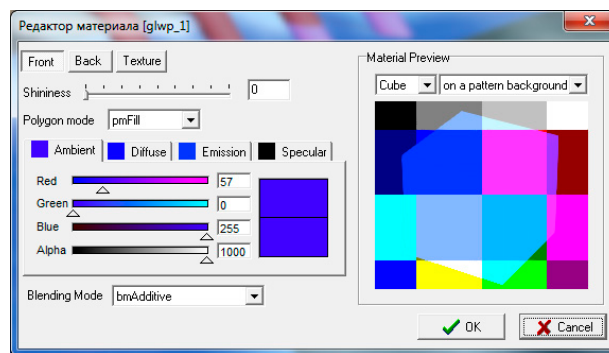 Редактор материала [glwp_1]
Front Back Texture
Shininess 0
Polygon mode pmFill
Ambient Diffuse Emission Specular
Red 57
Green 0
Blue 255
Alpha 1000
Blending Mode bmAdditive
Material Preview
Cube on a pattern background
OK Cancel